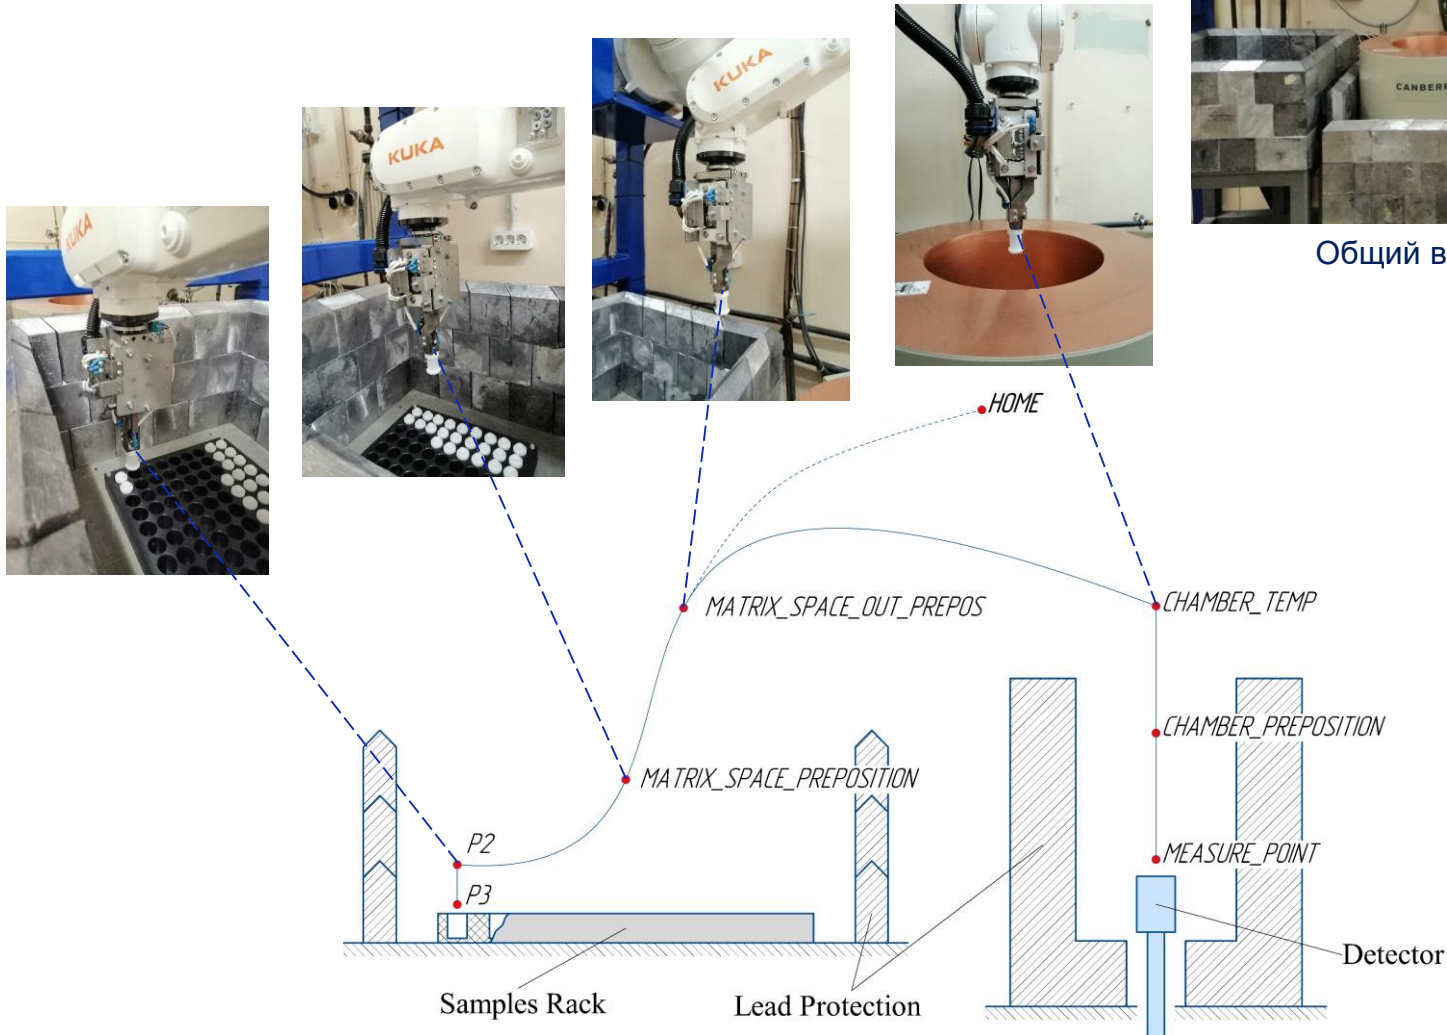 KUKA
KUKA
KUKA
CANBERR
Общий в
HOME
MATRIX_SPACE_OUT_PREPOS
CHAMBER_TEMP
CHAMBER_PREPOSITION
MATRIX_SPACE_PREPOSITION
P2
MEASURE_POINT
P3
Detector
Samples Rack
Lead Protection